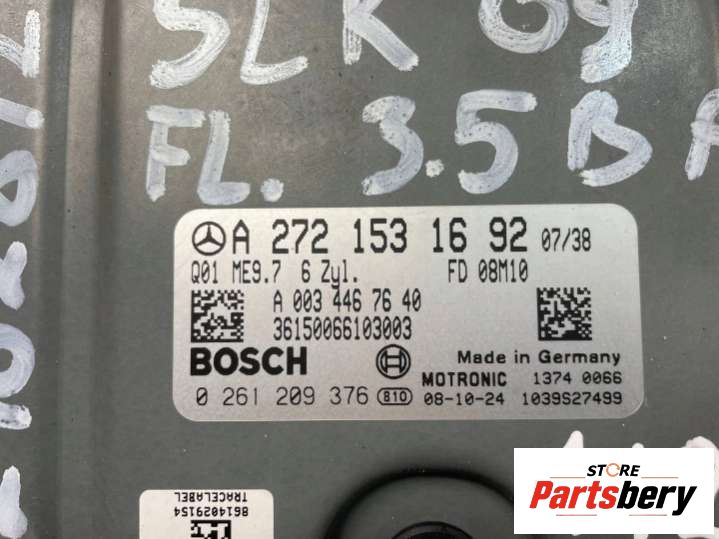 SLK 09
FL. 3.5 B A
A 272 153 16 92 07/38
Q01 ME9.7 6 Zyl. FD 08M10
A 003 446 76 40
36150066103003
BOSCH
Made in Germany
MOTRONIC 1374 0066
0 261 209 376 810 08-10-24 1039S27499
8614029154
TRACELABEL
STORE
Partsbery